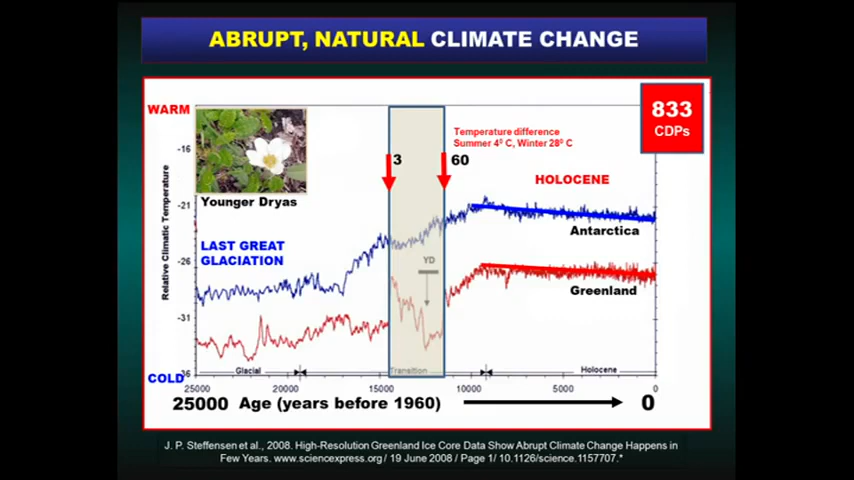 ABRUPT, NATURAL CLIMATE CHANGE
833
CDPs
WARM
Temperature difference
Summer 4⁰ C, Winter 28⁰ C
3
60
HOLOCENE
Younger Dryas
LAST GREAT
GLACIATION
YD
Antarctica
Greenland
Relative Climatic Temperature
-16
-21
-26
-31
-36
COLD
Glacial
Transition
Holocene
25000
20000
15000
10000
5000
0
25000 Age (years before 1960) 0
J. P. Steffensen et al., 2008. High-Resolution Greenland Ice Core Data Show Abrupt Climate Change Happens in
Few Years. www.sciencexpress.org / 19 June 2008 / Page 1/ 10.1126/science.1157707.*